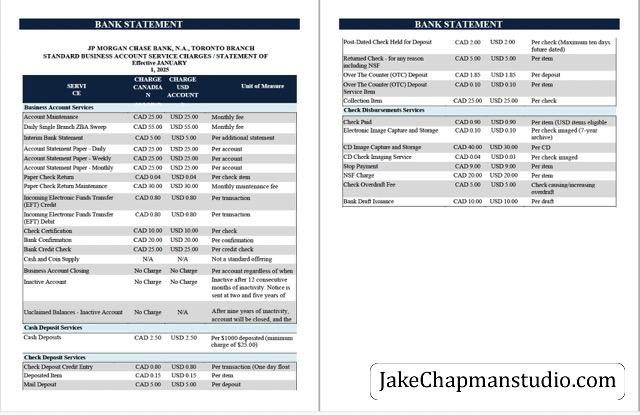 BANK STATEMENT
JP MORGAN CHASE BANK, N.A., TORONTO BRANCH
STANDARD BUSINESS ACCOUNT SERVICE CHARGES / STATEMENT OF
Effective JANUARY
1, 2025
SERVI
CE
CHARGE
CANADIA
N
CHARGE
USD
ACCOUNT
Unit of Measure
Business Account Services
Account Maintenance CAD 25.00 USD 25.00 Monthly fee
Daily Single Branch ZBA Sweep CAD 55.00 USD 55.00 Monthly fee
Interim Bank Statement CAD 5.00 USD 5.00 Per additional statement
Account Statement Paper - Daily CAD 25.00 USD 25.00 Per account
Account Statement Paper - Weekly CAD 25.00 USD 25.00 Per account
Account Statement Paper - Monthly CAD 25.00 USD 25.00 Per account
Paper Check Return CAD 0.04 USD 0.04 Per check item
Paper Check Return Maintenance CAD 30.00 USD 30.00 Monthly maintenance fee
Incoming Electronic Funds Transfer CAD 0.80 USD 0.80 Per transaction
(EFT) Credit
Incoming Electronic Funds Transfer CAD 0.80 USD 0.80 Per transaction
(EFT) Debit
Check Certification CAD 10.00 USD 10.00 Per check
Bank Confirmation CAD 20.00 USD 20.00 Per confirmation
Bank Credit Check CAD 25.00 USD 25.00 Per credit check
Cash and Coin Supply N/A N/A Not a standard offering
Business Account Closing No Charge No Charge Per account regardless of when
Inactive Account No Charge No Charge Inactive after 12 consecutive
months of inactivity. Notice is
sent at two and five years of
Unclaimed Balances - Inactive Account No Charge N/A After nine years of inactivity,
account will be closed, and the
Cash Deposit Services
Cash Deposits CAD 2.50 USD 2.50 Per $1000 deposited (minimum
charge of $25.00)
Check Deposit Services
Check Deposit Credit Entry CAD 0.80 USD 0.80 Per transaction (One day float
Deposited Item CAD 0.15 USD 0.15 Per item
Mail Deposit CAD 5.00 USD 5.00 Per deposit
BANK STATEMENT
Post-Dated Check Held for Deposit CAD 2.00 USD 2.00 Per check (Maximum ten days
future dated)
Returned Check - for any reason CAD 5.00 USD 5.00 Per item
including NSF
Over The Counter (OTC) Deposit CAD 1.85 USD 1.85 Per deposit
Over The Counter (OTC) Deposit CAD 0.10 USD 0.10 Per item
Service Item
Collection Item CAD 25.00 USD 25.00 Per check
Check Disbursements Services
Check Paid CAD 0.90 USD 0.90 Per item (USD items eligible
Electronic Image Capture and Storage CAD 0.10 USD 0.10 Per check imaged (7-year
archive)
CD Image Capture and Storage CAD 40.00 USD 30.00 Per CD
CD Check Imaging Service CAD 0.04 USD 0.03 Per check imaged
Stop Payment CAD 9.00 USD 9.00 Per item
NSF Charge CAD 20.00 USD 20.00 Per item
Check Overdraft Fee CAD 5.00 USD 5.00 Check causing/increasing
overdraft
Bank Draft Issuance CAD 10.00 USD 10.00 Per draft
JakeChapmanstudio.com